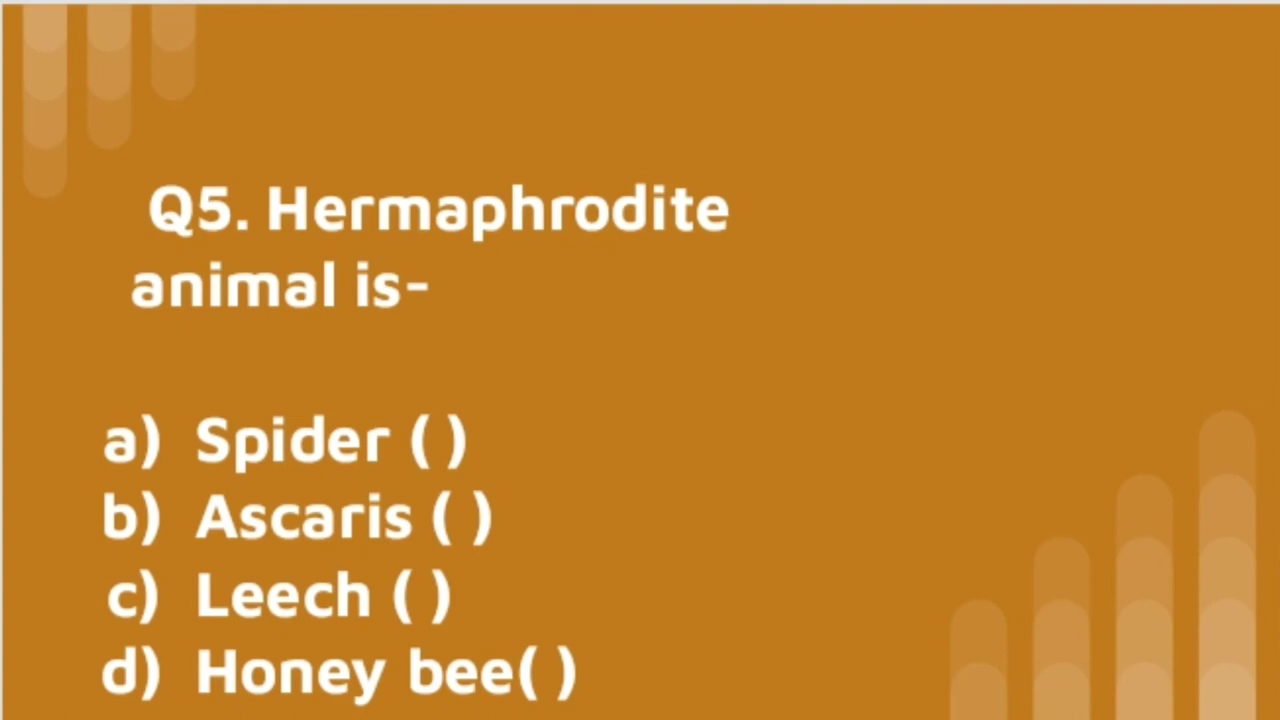 Q5. Hermaphrodite
animal is-
a) Spider ( )
b) Ascaris ( )
c) Leech ( )
d) Honey bee( )